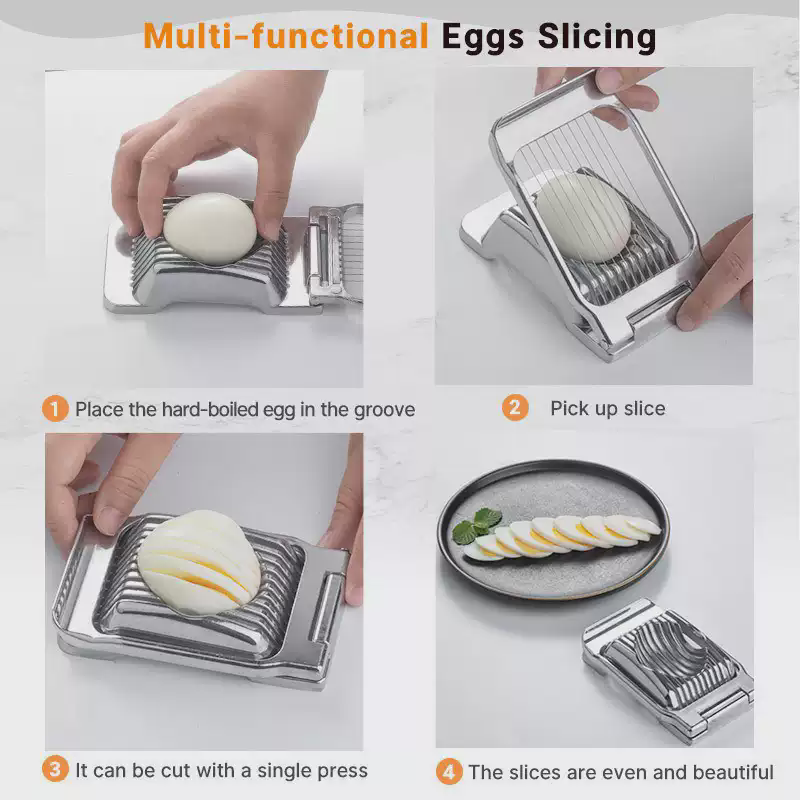 Multi-functional Eggs Slicing
1 Place the hard-boiled egg in the groove
2 Pick up slice
3 It can be cut with a single press
4 The slices are even and beautiful